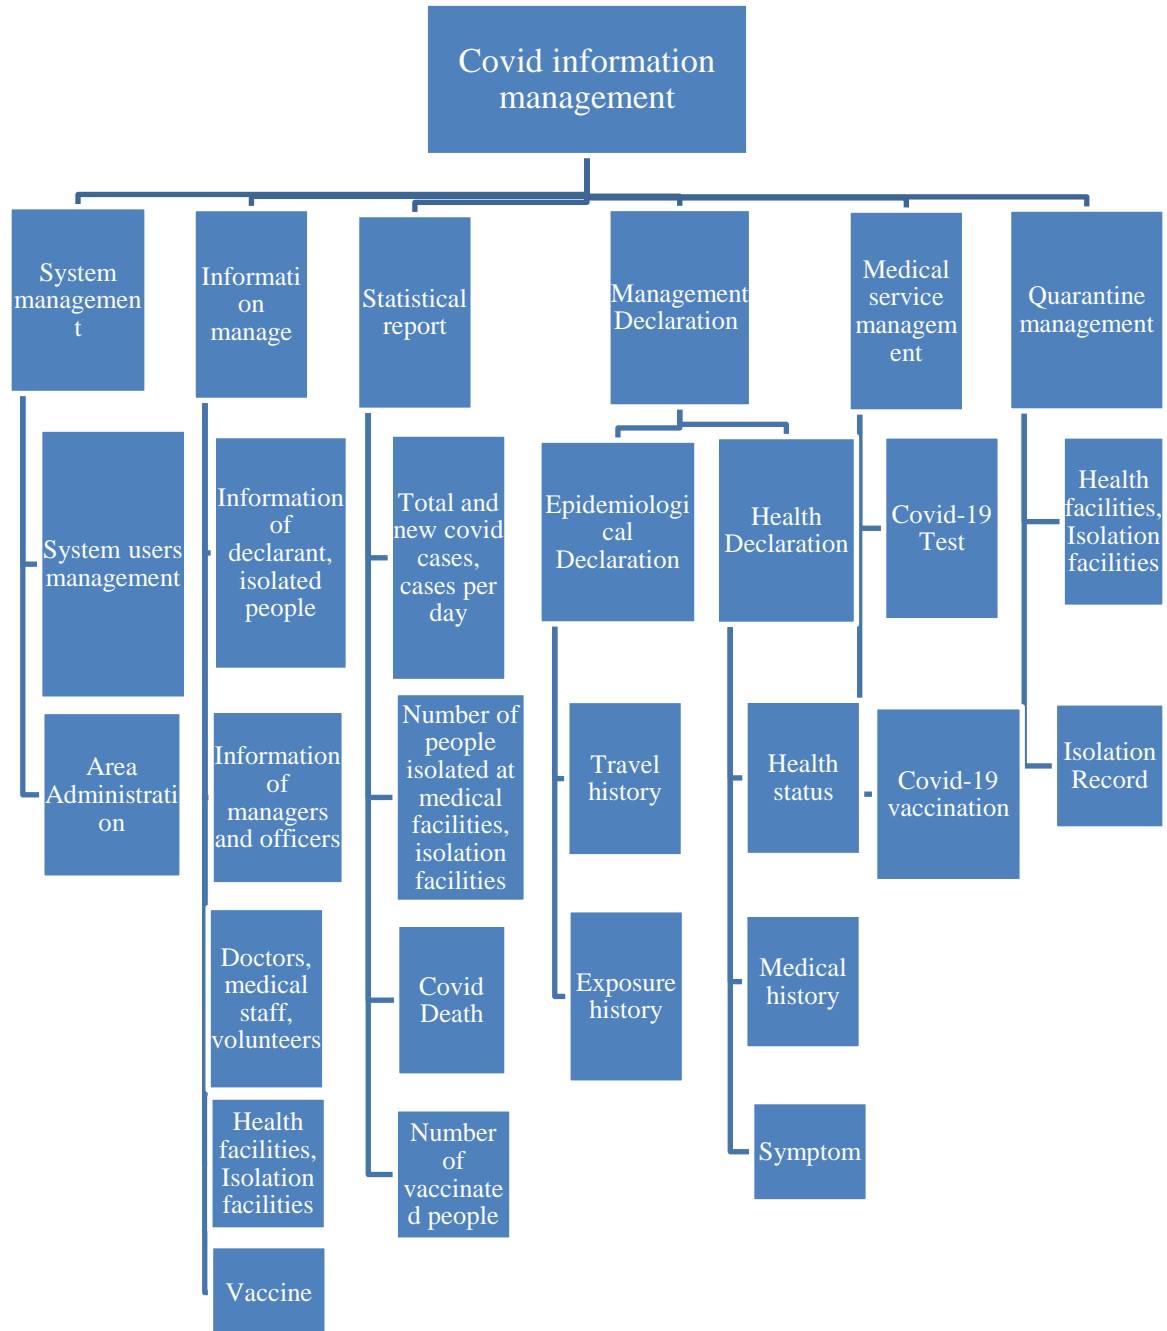 Covid information
management
System
managemen
t
Informati
on
manage
Statistical
report
Management
Declaration
Medical
service
managem
ent
Quarantine
management
System users
management
Area
Administrati
on
Information
of
declarant,
isolated
people
Information
of
managers
and officers
Doctors,
medical
staff,
volunteers
Health
facilities,
Isolation
facilities
Vaccine
Total and
new covid
cases,
cases per
day
Number of
people
isolated at
medical
facilities,
isolation
facilities
Covid
Death
Number
of
vaccinate
d people
Epidemiologi
cal
Declaration
Travel
history
Exposure
history
Health
Declaration
Health
status
Medical
history
Symptom
Covid-19
Test
Covid-19
vaccination
Health
facilities,
Isolation
facilities
Isolation
Record